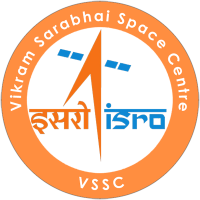 Vikram Sarabhai Space Centre
इसरो isro
VSSC